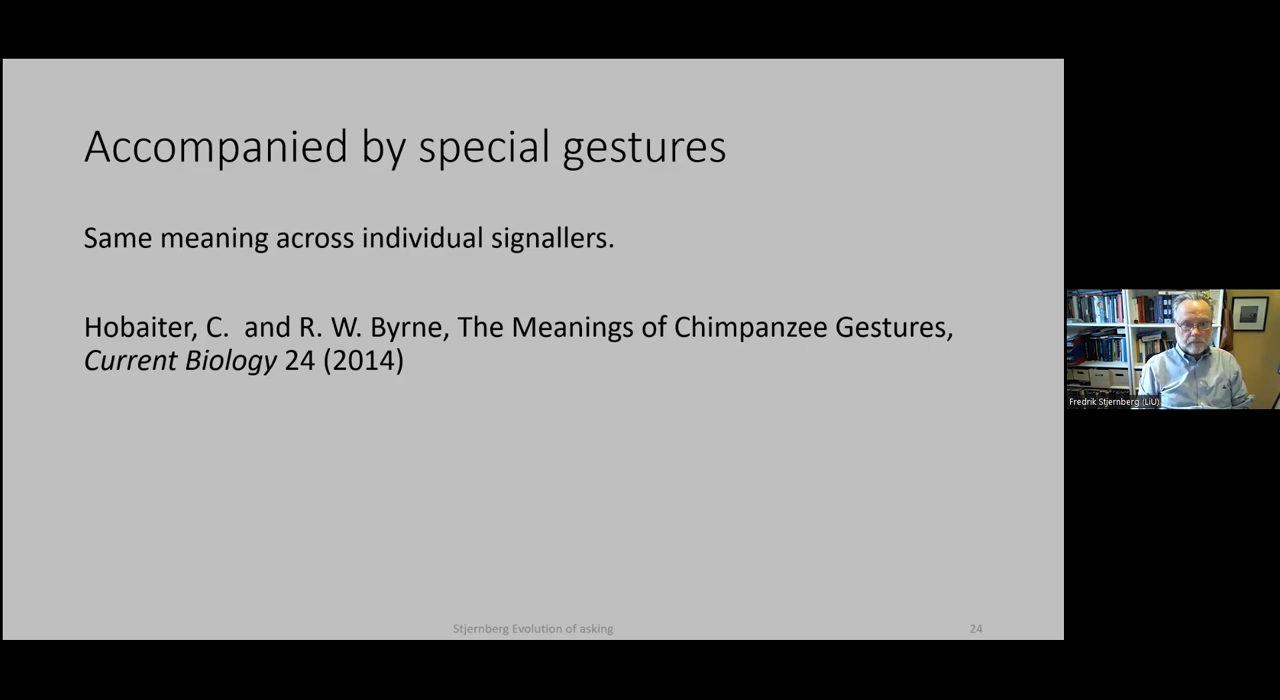 Accompanied by special gestures
Same meaning across individual signallers.
Hobaiter, C.  and R. W. Byrne, The Meanings of Chimpanzee Gestures,
Current Biology 24 (2014)
Stjernberg Evolution of asking
24
Fredrik Stjernberg (LiU)